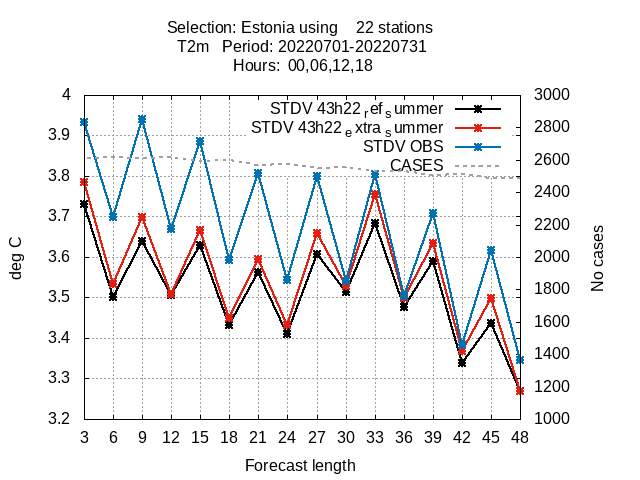 Selection: Estonia using    22 stations
T2m   Period: 20220701-20220731
Hours:  00,06,12,18
STDV 43h22refsummer
STDV 43h22extrasummer
STDV OBS
CASES
4
3.9
3.8
3.7
3.6
3.5
3.4
3.3
3.2
3000
2800
2600
2400
2200
2000
1800
1600
1400
1200
1000
deg C
No cases
3 6 9 12 15 18 21 24 27 30 33 36 39 42 45 48
Forecast length